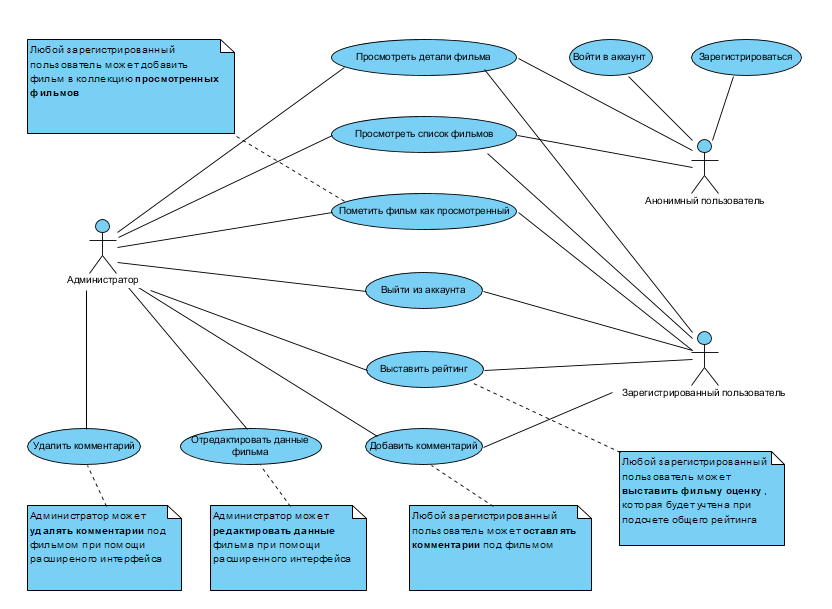 Любой зарегистрированный
пользователь может добавить
фильм в коллекцию просмотренных
фильмов
Просмотреть детали фильма
Войти в аккаунт
Зарегистрироваться
Просмотреть список фильмов
Анонимный пользователь
Пометить фильм как просмотренный
Администратор
Выйти из аккаунта
Выставить рейтинг
Зарегистрированный пользователь
Удалить комментарий
Отредактировать данные
фильма
Добавить комментарий
Любой зарегистрированный
пользователь может
выставить фильму оценку ,
которая будет учтена при
подсчете общего рейтинга
Администратор может
удалять комментарии под
фильмом при помощи
расширеного интерфейса
Администратор может
редактировать данные
фильма при помощи
расширенного интерфейса
Любой зарегистрированный
пользователь может оставлять
комментарии под фильмом